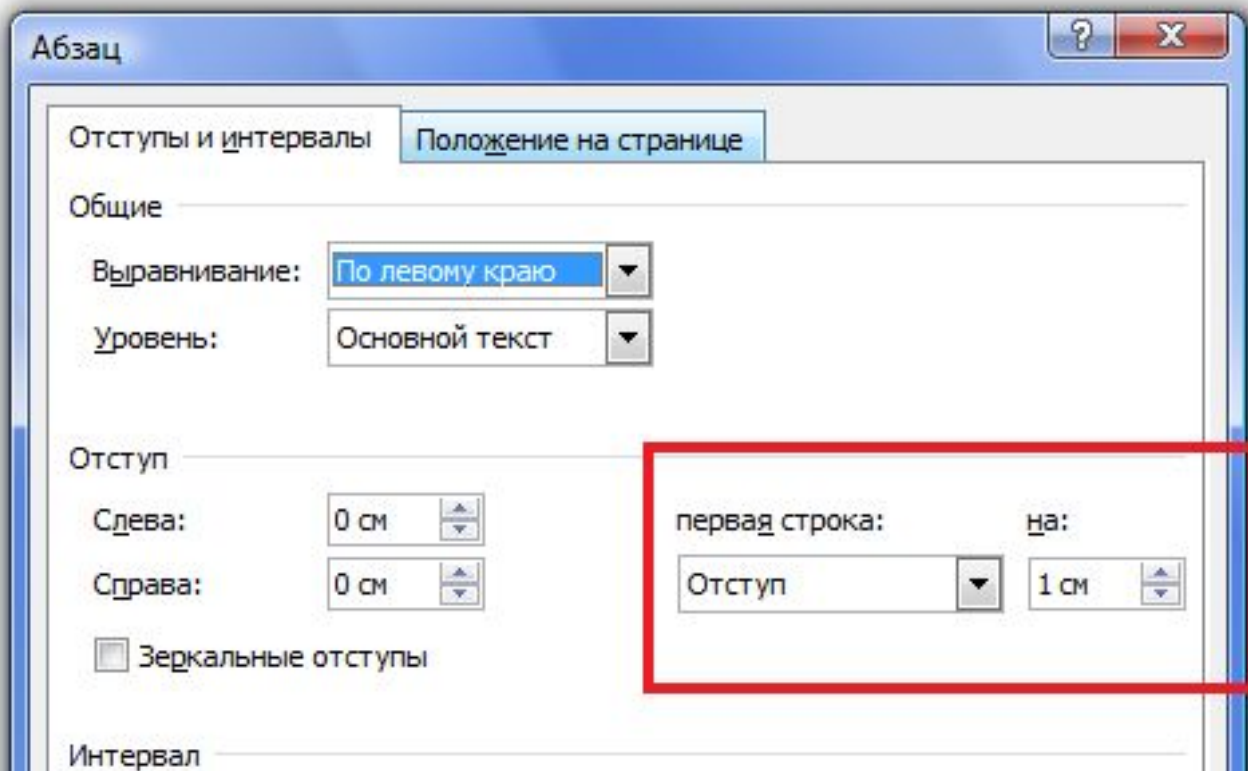 Абзац
?
X
Отступы и интервалы Положение на странице
Общие
Выравнивание: По левому краю
Уровень: Основной текст
Отступ
Слева: 0 см первая строка: на:
Справа: 0 см Отступ 1 см
Зеркальные отступы
Интервал